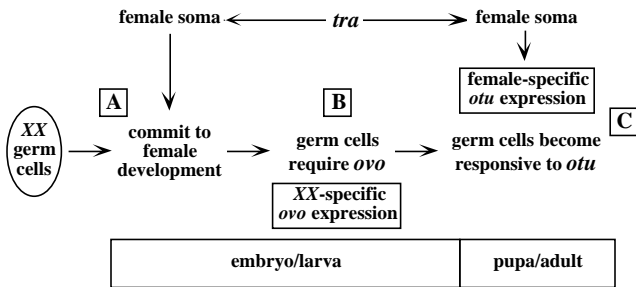 female soma
tra
female soma
female-specific
otu expression
A
B
C
XX
germ
cells
commit to
female
development
germ cells
require ovo
germ cells become
responsive to otu
XX-specific
ovo expression
embryo/larva
pupa/adult